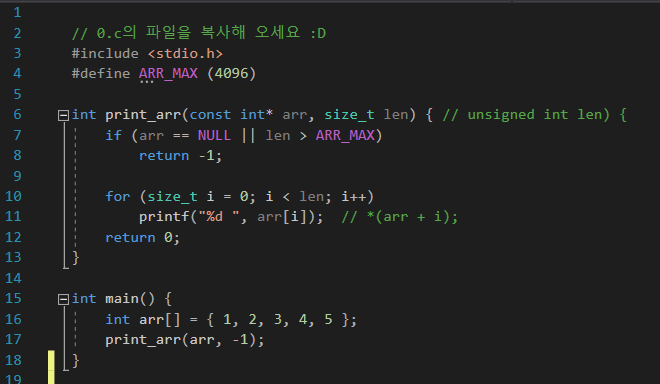 1
2 // 0.c의 파일을 복사해 오세요 :D
3 #include <stdio.h>
4 #define ARR_MAX (4096)
5
6 int print_arr(const int* arr, size_t len) { // unsigned int len) {
7 if (arr == NULL || len > ARR_MAX)
8 return -1;
9
10 for (size_t i = 0; i < len; i++)
11 printf("%d ", arr[i]); // *(arr + i);
12 return 0;
13 }
14
15 int main() {
16 int arr[] = { 1, 2, 3, 4, 5 };
17 print_arr(arr, -1);
18 }
19